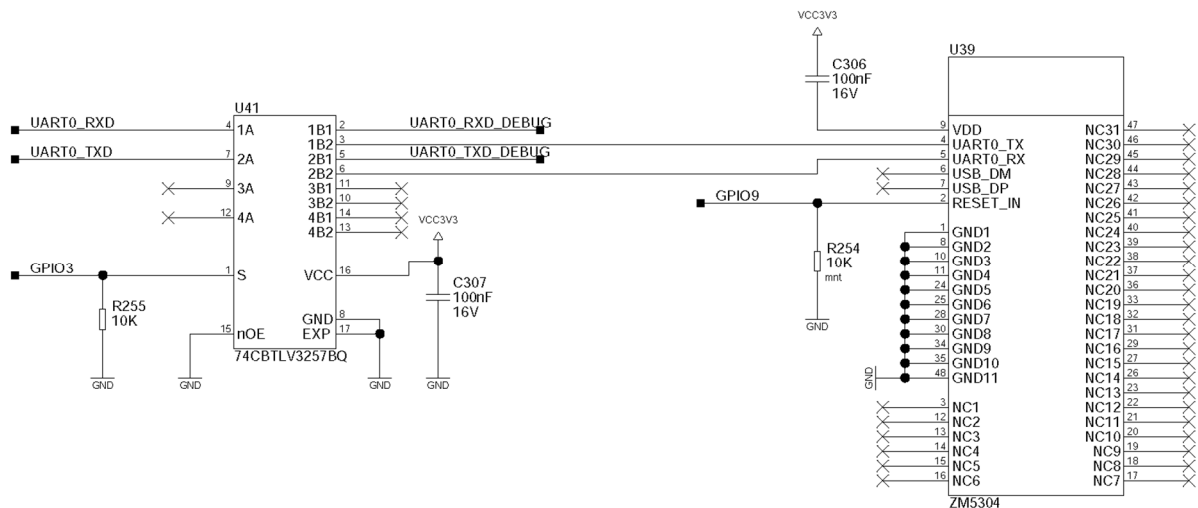 VCC3V3
U39
C306
100nF
16V
U41
UART0_RXD 4 1A 1B1 2 UART0_RXD_DEBUG
1B2 3
UART0_TXD 7 2A 2B1 5 UART0_TXD_DEBUG
2B2 6
9 3A 3B1 11
3B2 10
12 4A 4B1 14
4B2 13
VCC3V3
GPIO3 1 S VCC 16
C307
100nF
16V
R255
10K
GND 8
15 nOE EXP 17
74CBTLV3257BQ
GND GND GND GND
9 VDD NC31 47
4 UART0_TX NC30 46
5 UART0_RX NC29 45
6 USB_DM NC28 44
7 USB_DP NC27 43
GPIO9 2 RESET_IN NC26 42
NC25 41
1 GND1 NC24 40
8 GND2 NC23 39
10 GND3 NC22 38
11 GND4 NC21 37
24 GND5 NC20 36
25 GND6 NC19 33
28 GND7 NC18 32
30 GND8 NC17 31
34 GND9 NC16 29
35 GND10 NC15 27
48 GND11 NC14 26
NC13 23
3 NC1 NC12 22
12 NC2 NC11 21
13 NC3 NC10 20
14 NC4 NC9 19
15 NC5 NC8 18
16 NC6 NC7 17
R254
10K
mnt
GND
GND
ZM5304